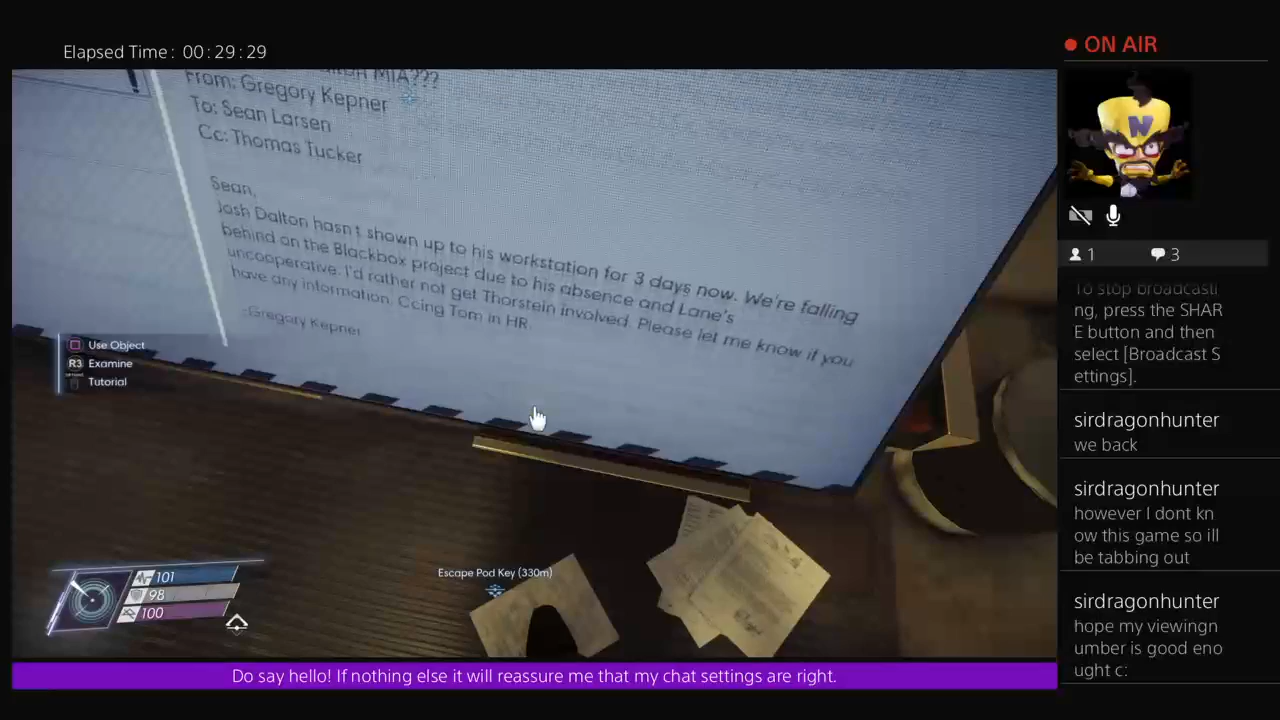 Elapsed Time: 00:29:29
ON AIR
N
MIA???
From: Gregory Kepner
To: Sean Larsen
Cc: Thomas Tucker
Sean,
Josh Dalton hasn't shown up to his workstation for 3 days now. We're falling
behind on the Blackbox project due to his absence and Lane's
uncooperative. I'd rather not get Thorstein involved. Please let me know if you
have any information. Ccing Tom in HR.
-Gregory Kepner
Use Object
R3 Examine
OPTIONS Tutorial
101
98
100
Escape Pod Key (330m)
Do say hello! If nothing else it will reassure me that my chat settings are right.
1
3
To stop broadcasti
ng, press the SHAR
E button and then
select [Broadcast S
ettings].
sirdragonhunter
we back
sirdragonhunter
however I dont kn
ow this game so ill
be tabbing out
sirdragonhunter
hope my viewingn
umber is good eno
ught c: